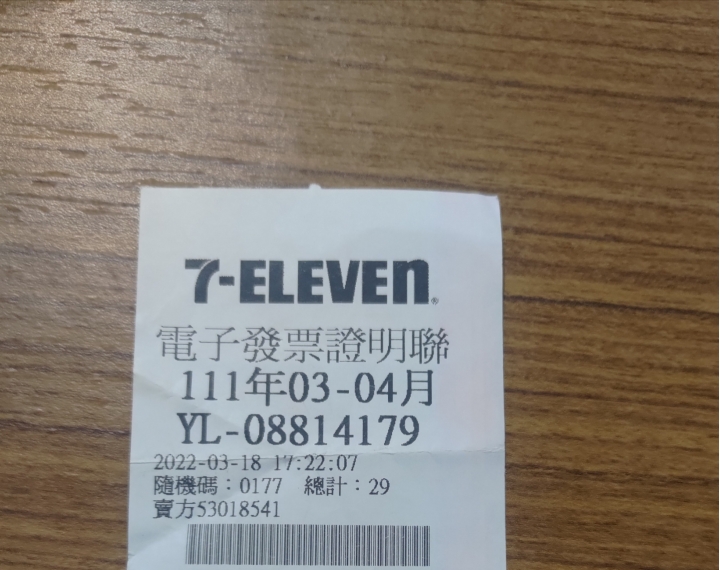 7-ELEVEn®
電子發票證明聯
111年03-04月
YL-08814179
2022-03-18 17:22:07
隨機碼：0177 總計：29
賣方53018541